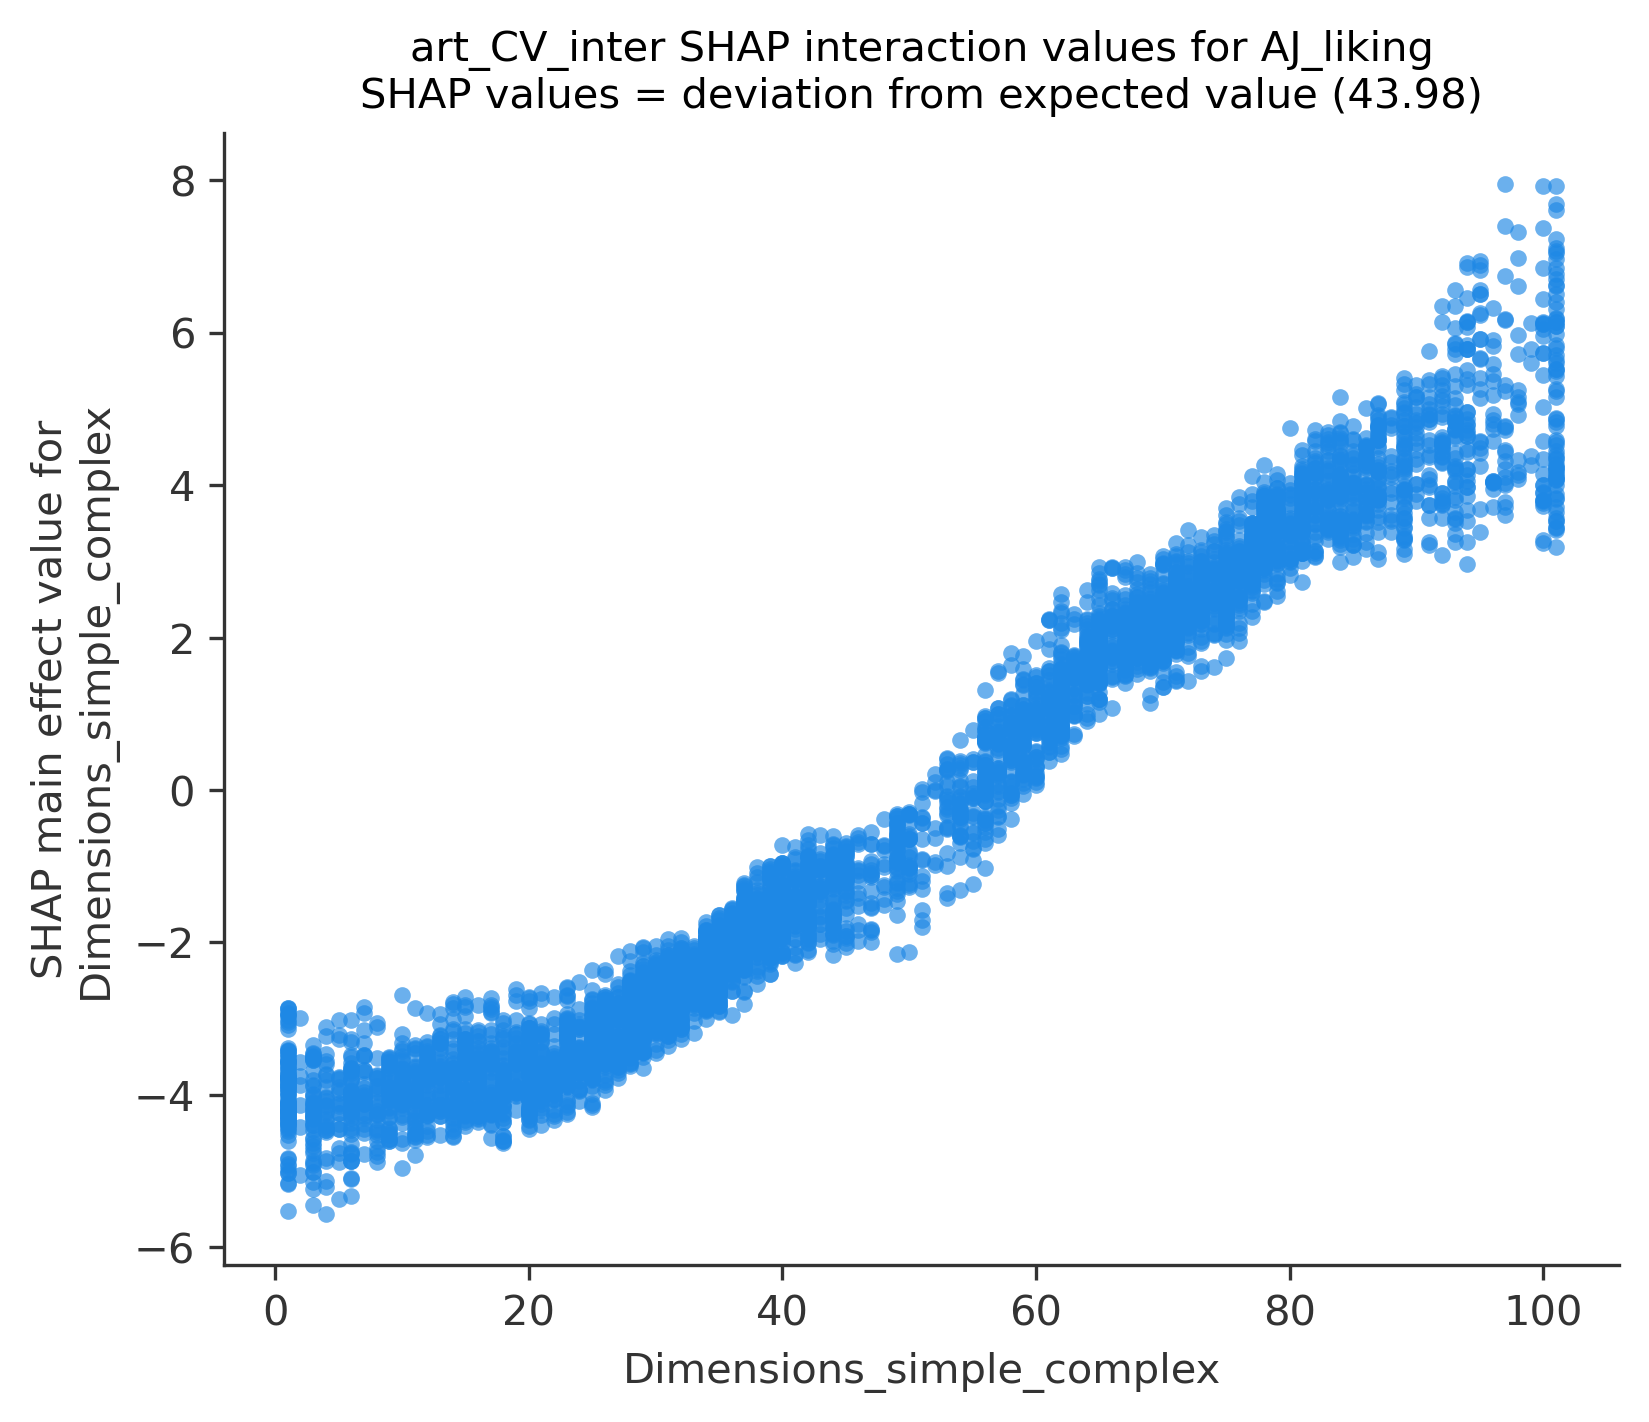 art_CV_inter SHAP interaction values for AJ_liking
SHAP values = deviation from expected value (43.98)
SHAP main effect value for
Dimensions_simple_complex
8
6
4
2
0
−2
−4
−6
0 20 40 60 80 100
Dimensions_simple_complex